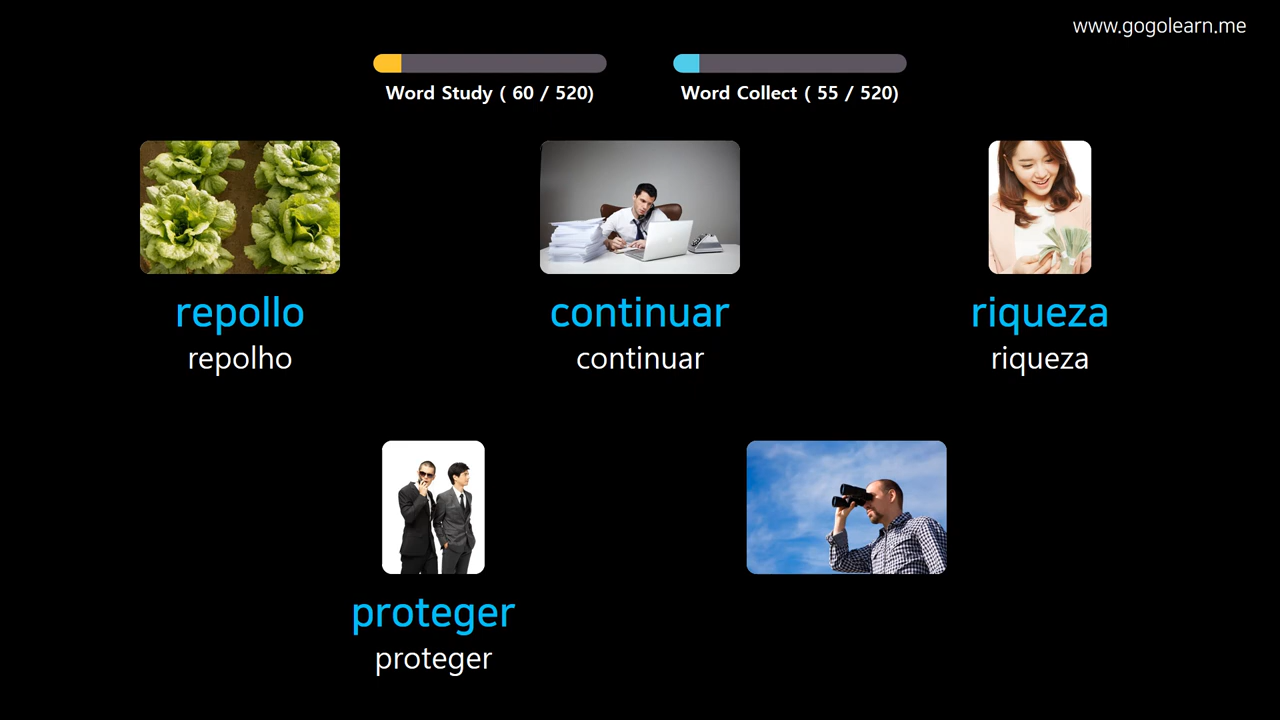 www.gogolearn.me
Word Study ( 60 / 520)
Word Collect ( 55 / 520)
repollo
repolho
continuar
continuar
riqueza
riqueza
proteger
proteger